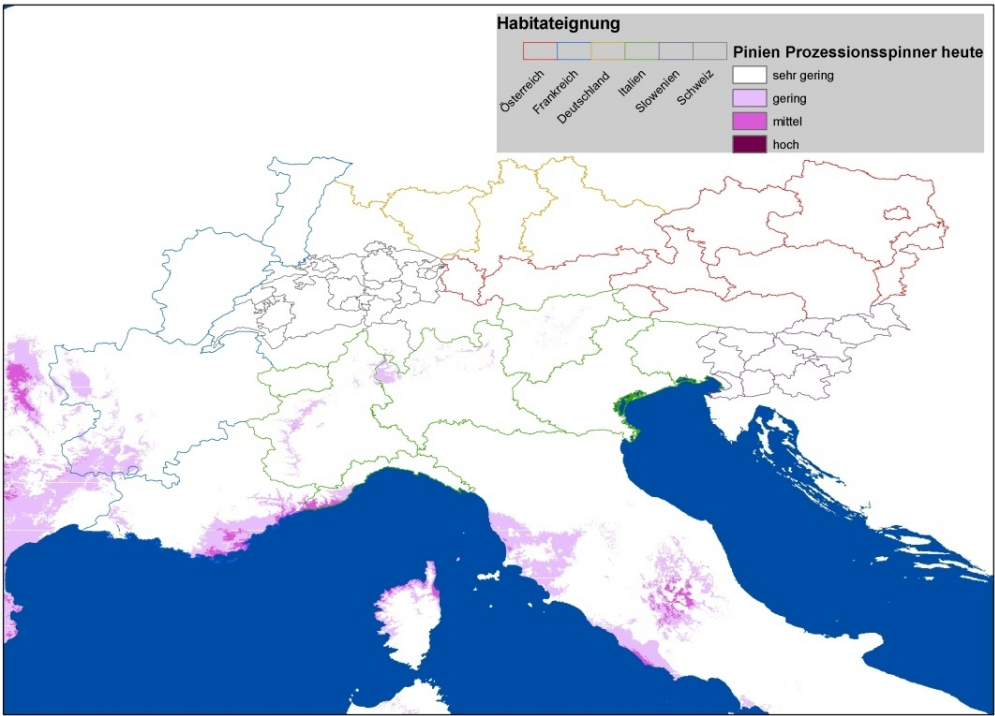 Habitateignung
Österreich
Frankreich
Deutschland
Italien
Slowenien
Schweiz
Pinien Prozessionsspinner heute
sehr gering
gering
mittel
hoch